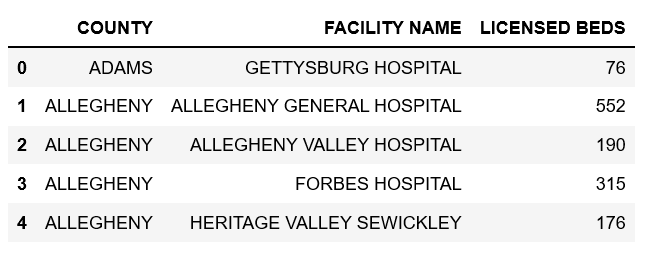 COUNTY FACILITY NAME LICENSED BEDS
0 ADAMS GETTYSBURG HOSPITAL 76
1 ALLEGHENY ALLEGHENY GENERAL HOSPITAL 552
2 ALLEGHENY ALLEGHENY VALLEY HOSPITAL 190
3 ALLEGHENY FORBES HOSPITAL 315
4 ALLEGHENY HERITAGE VALLEY SEWICKLEY 176